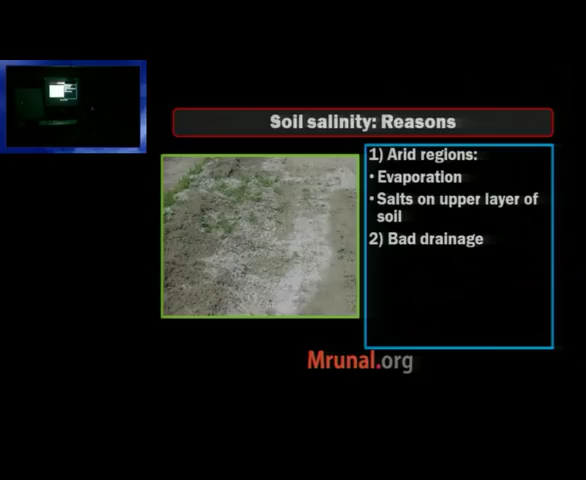 Soil salinity: Reasons
1) Arid regions:
• Evaporation
• Salts on upper layer of
soil
2) Bad drainage
Mrunal.org